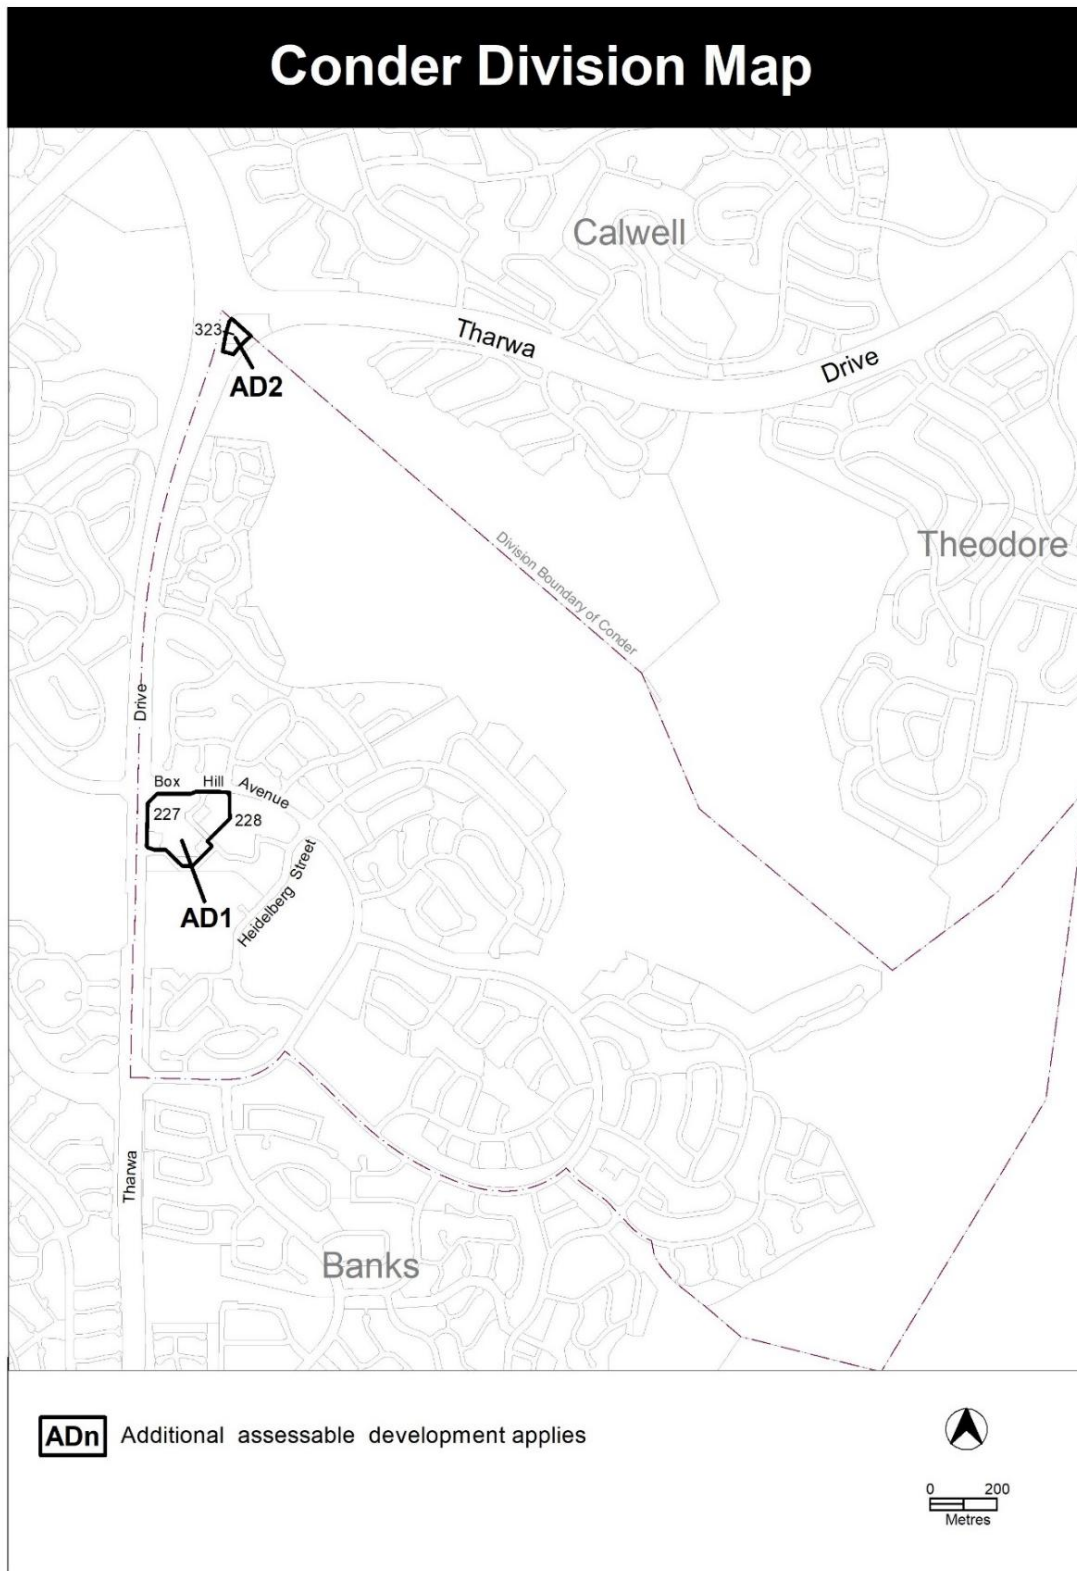 Conder Division Map
Calwell
323
Tharwa
Drive
AD2
Division Boundary of Conder
Theodore
Drive
Box Hill Avenue
227
228
Heidelberg Street
AD1
Tharwa
Banks
ADn Additional assessable development applies
0 200
Metres